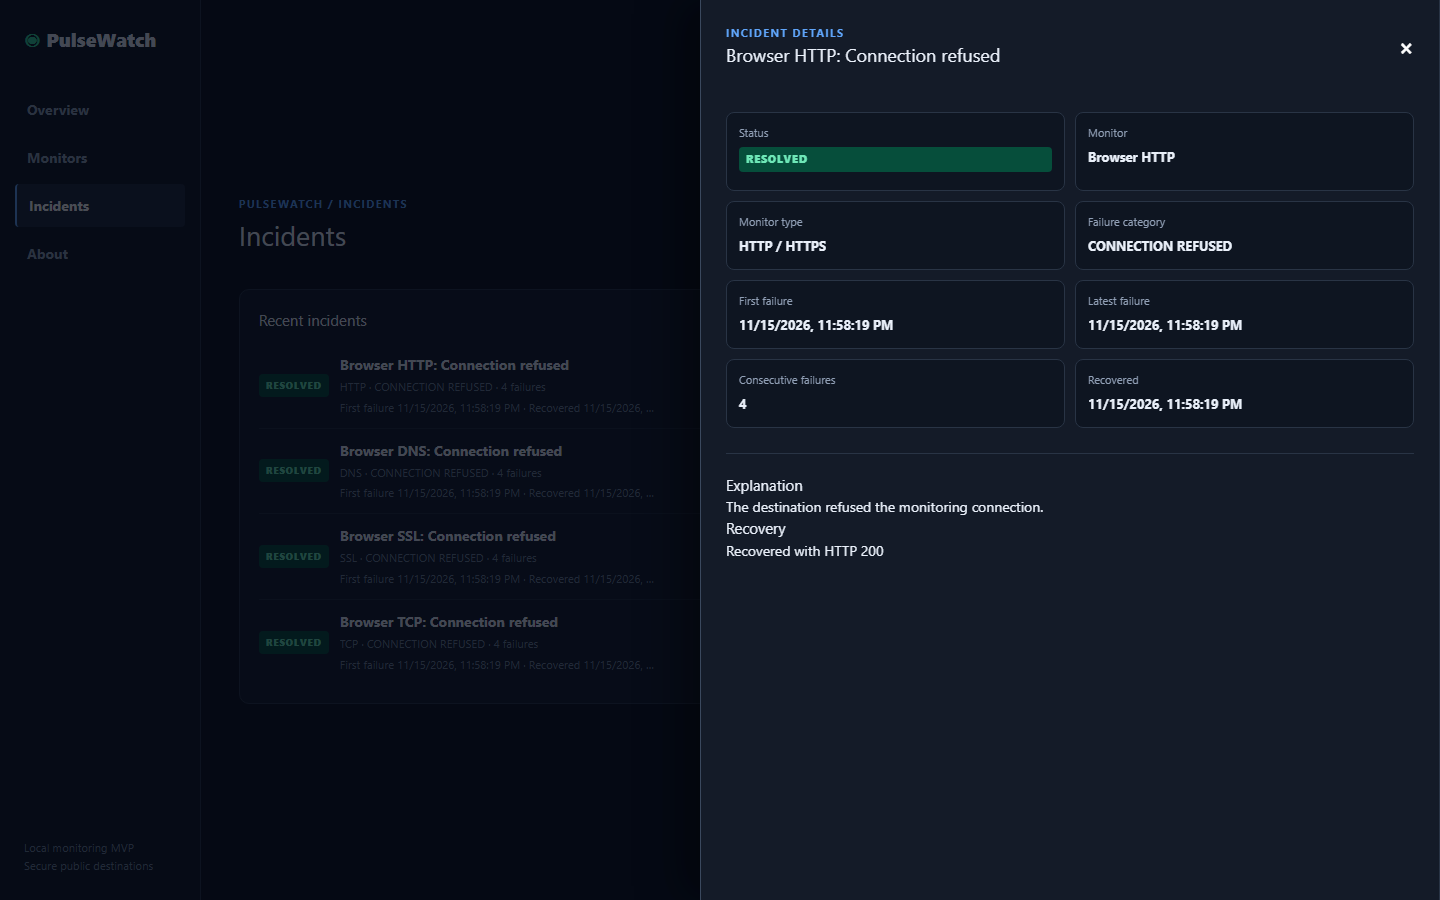 PulseWatch
Overview
Monitors
Incidents
About
Local monitoring MVP
Secure public destinations
PULSEWATCH / INCIDENTS
Incidents
Recent incidents
RESOLVED
Browser HTTP: Connection refused
HTTP · CONNECTION REFUSED · 4 failures
First failure 11/15/2026, 11:58:19 PM · Recovered 11/15/2026, ...
RESOLVED
Browser DNS: Connection refused
DNS · CONNECTION REFUSED · 4 failures
First failure 11/15/2026, 11:58:19 PM · Recovered 11/15/2026, ...
RESOLVED
Browser SSL: Connection refused
SSL · CONNECTION REFUSED · 4 failures
First failure 11/15/2026, 11:58:19 PM · Recovered 11/15/2026, ...
RESOLVED
Browser TCP: Connection refused
TCP · CONNECTION REFUSED · 4 failures
First failure 11/15/2026, 11:58:19 PM · Recovered 11/15/2026, ...
INCIDENT DETAILS
Browser HTTP: Connection refused
×
Status
RESOLVED
Monitor
Browser HTTP
Monitor type
HTTP / HTTPS
Failure category
CONNECTION REFUSED
First failure
11/15/2026, 11:58:19 PM
Latest failure
11/15/2026, 11:58:19 PM
Consecutive failures
4
Recovered
11/15/2026, 11:58:19 PM
Explanation
The destination refused the monitoring connection.
Recovery
Recovered with HTTP 200